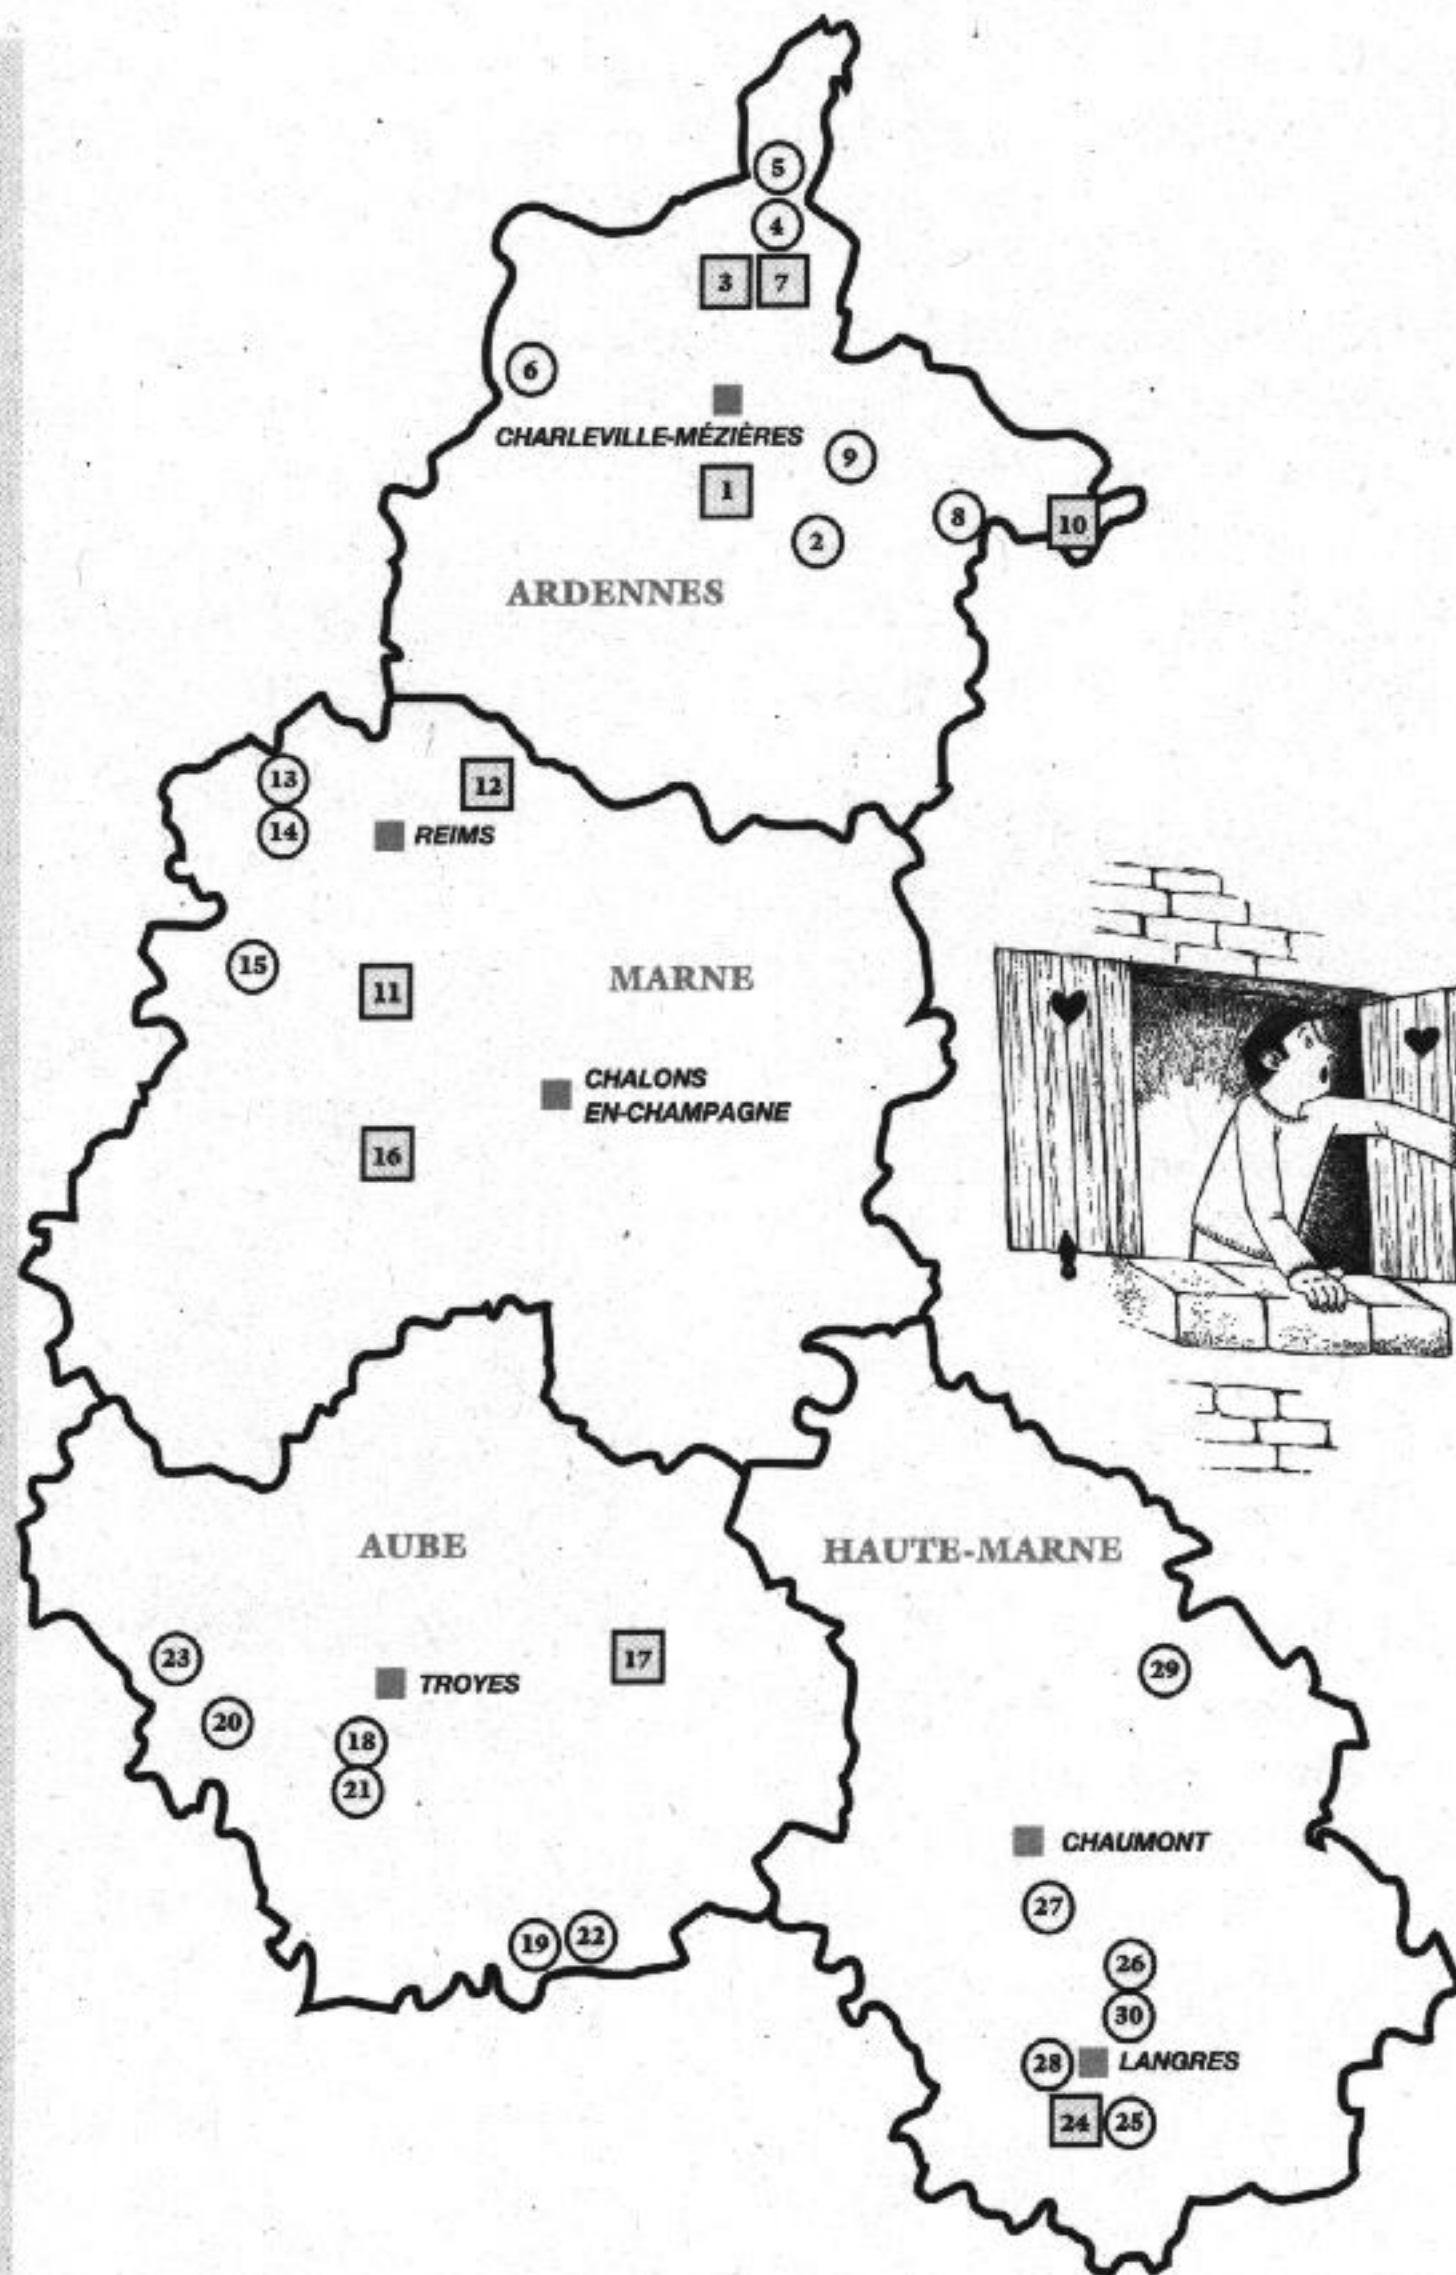 5
4
3 7
6
CHARLEVILLE-MÉZIÈRES
9
1
8
10
2
ARDENNES
13
12
14
REIMS
15
11
MARNE
CHALONS
EN-CHAMPAGNE
16
AUBE
HAUTE-MARNE
23
17
29
TROYES
20
18
21
CHAUMONT
27
19 22
26
30
28
LANGRES
24 25